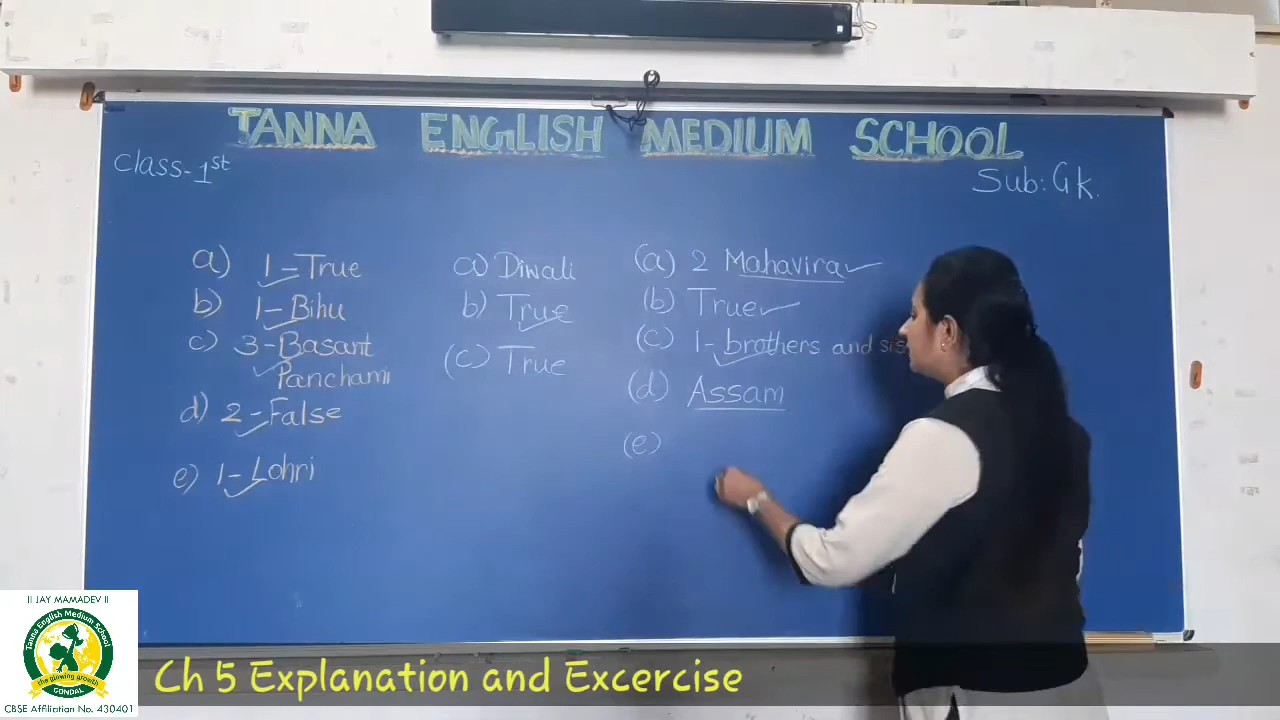 TANNA ENGLISH MEDIUM SCHOOL
Class-1st
Sub: Gk.
a) 1-True
b) 1-Bihu
c) 3-Basant
Panchami
d) 2-False
e) 1-Lohri
a) Diwali
b) True
(c) True
(a) 2 Mahavira
(b) True
(c) 1-brothers and sis
(d) Assam
(e)
II JAY MAMADEV II
Tanna English Medium School
the glowing growth
GONDAL
CBSE Affiliation No. 430401
Ch 5 Explanation and Excercise